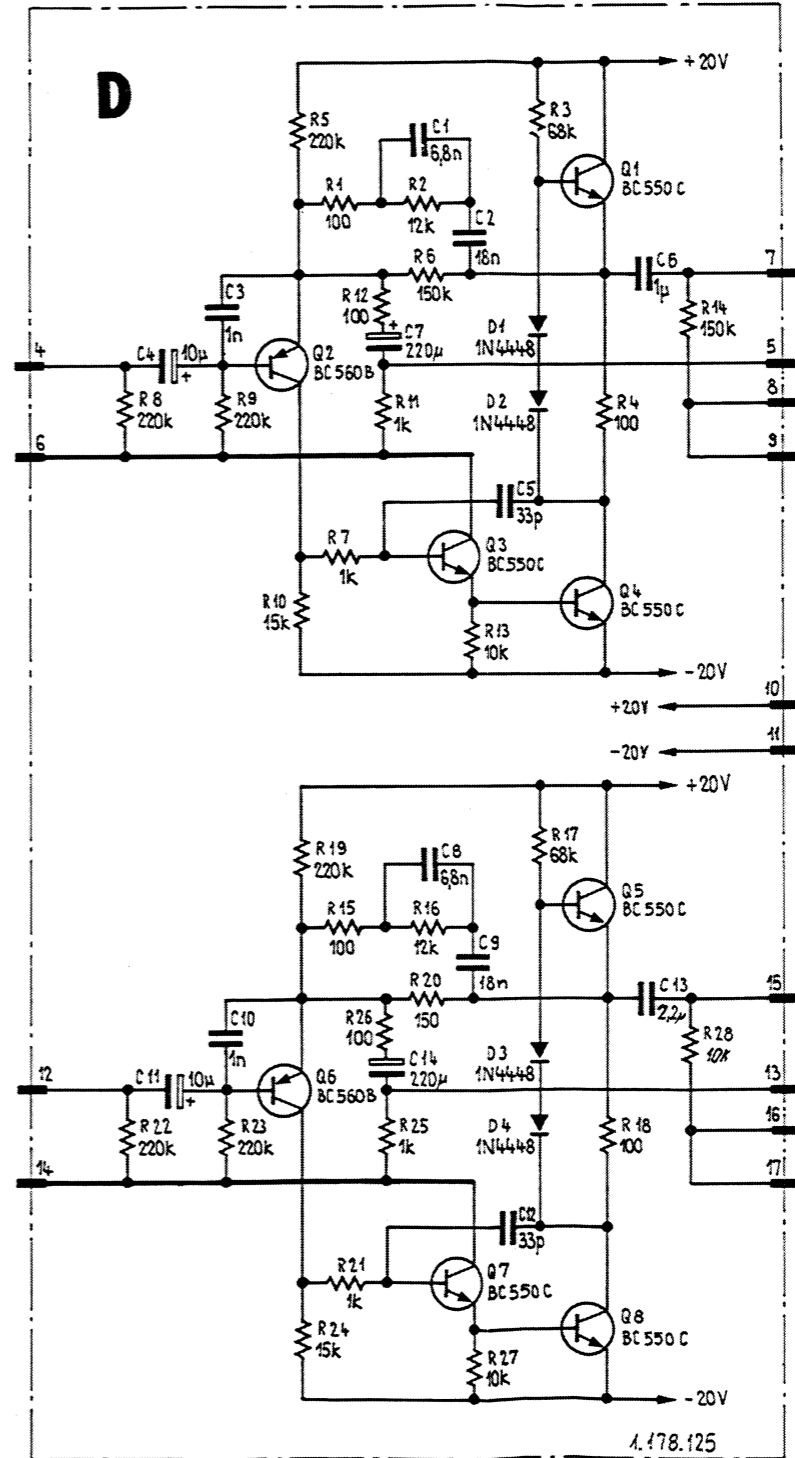 D
+20V
R5
220k
C1
6,8n
R3
68k
Q1
BC550C
R1
100
R2
12k
C2
18n
R6
150k
C6
1µ
7
C3
1n
R12
100
+
C7
220µ
D1
1N4448
R14
150k
4
C4
10µ
+
Q2
BC560B
5
R8
220k
R9
220k
R11
1k
D2
1N4448
R4
100
8
6
9
C5
33p
R7
1k
Q3
BC550C
R10
15k
Q4
BC550C
R13
10k
-20V
+20V
10
-20V
11
+20V
R19
220k
C8
6,8n
R17
68k
Q5
BC550C
R15
100
R16
12k
C9
18n
R20
150
C13
2,2µ
15
C10
1n
R26
100
C14
220µ
D3
1N4448
R28
10k
12
C11
10µ
+
Q6
BC560B
13
R22
220k
R23
220k
R25
1k
D4
1N4448
R18
100
16
14
17
C12
33p
R21
1k
Q7
BC550C
R24
15k
Q8
BC550C
R27
10k
-20V
1.178.125